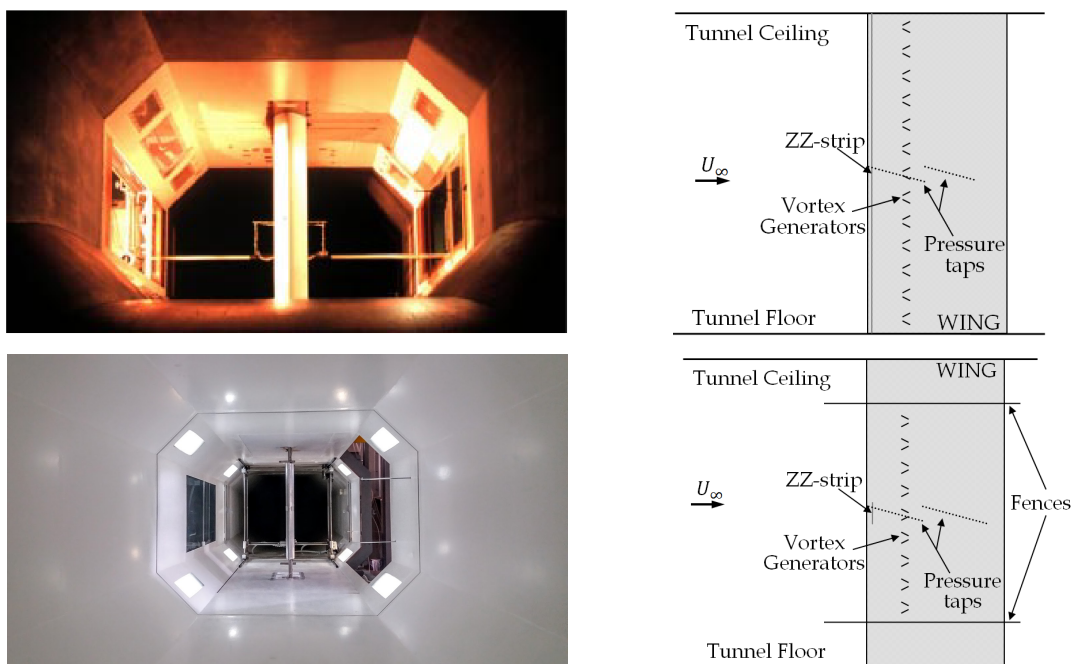 Tunnel Ceiling
ZZ-strip
U∞
Vortex
Generators
Pressure
taps
Tunnel Floor
WING
WING
Tunnel Ceiling
ZZ-strip
U∞
Fences
Vortex
Generators
Pressure
taps
Tunnel Floor